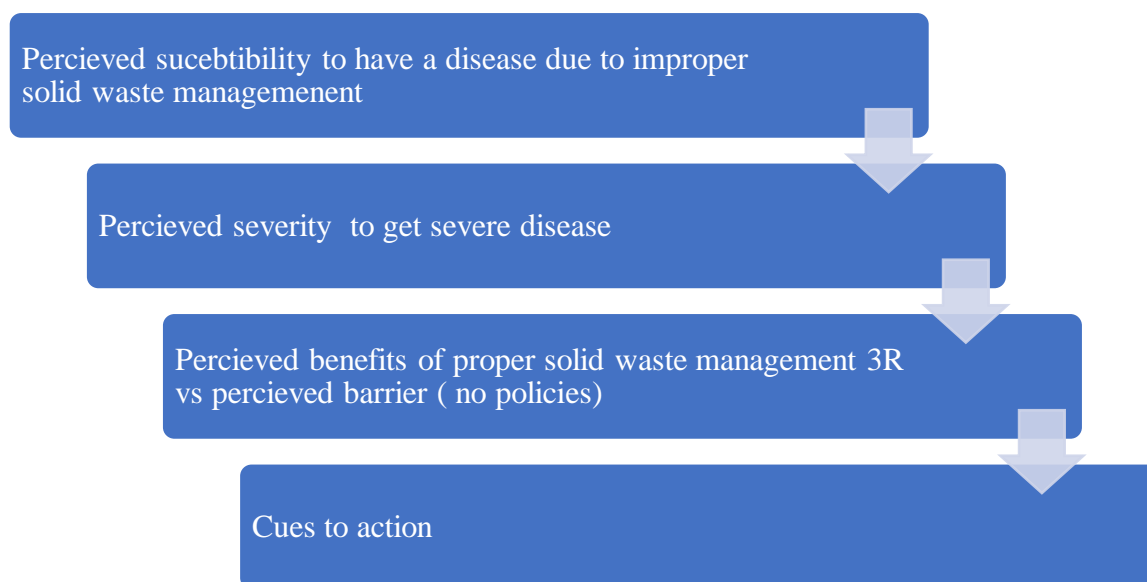 Percieved sucebtibility to have a disease due to improper
solid waste managemenent
Percieved severity to get severe disease
Percieved benefits of proper solid waste management 3R
vs percieved barrier ( no policies)
Cues to action